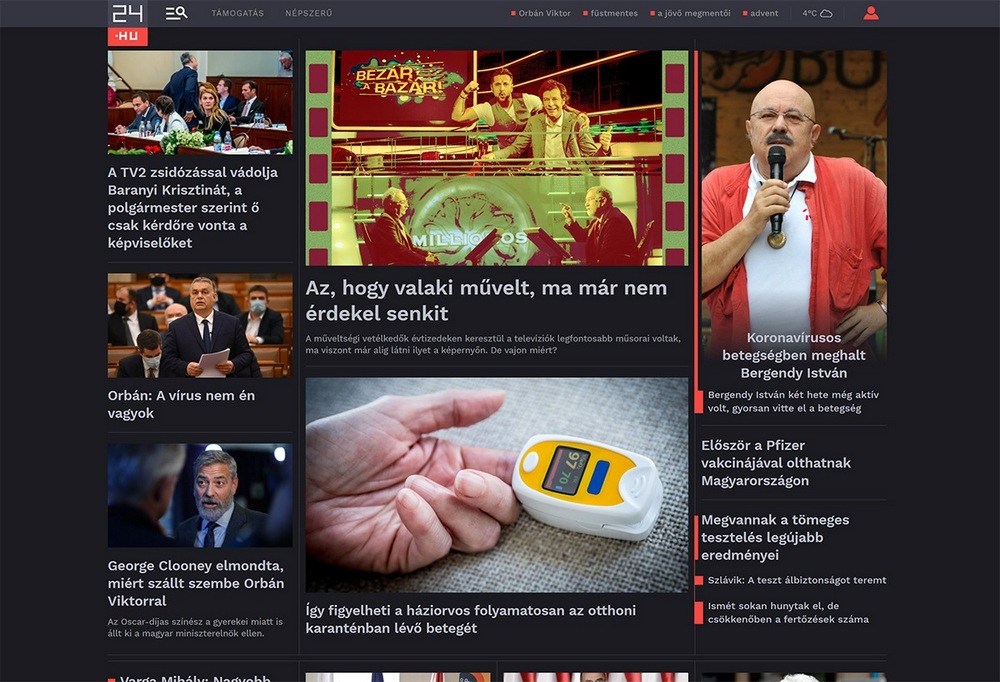 24
.HU
TÁMOGATÁS
NÉPSZERŰ
Orbán Viktor
füstmentes
a jövő megmentői
advent
4°C
A TV2 zsidózással vádolja
Baranyi Krisztinát, a
polgármester szerint ő
csak kérdőre vonta a
képviselőket
Orbán: A vírus nem én
vagyok
George Clooney elmondta,
miért szállt szembe Orbán
Viktorral
Az Oscar-díjas színész a gyerekei miatt is
állt ki a magyar miniszterelnök ellen.
Varga Mihály: Nagyobb
BEZÁR
A BAZÁR!
Az, hogy valaki művelt, ma már nem
érdekel senkit
A műveltségi vetélkedők évtizedeken keresztül a televíziók legfontosabb műsorai voltak,
ma viszont már alig látni ilyet a képernyőn. De vajon miért?
97
70
Így figyelheti a háziorvos folyamatosan az otthoni
karanténban lévő betegét
Koronavírusos
betegségben meghalt
Bergendy István
Bergendy István két hete még aktív
volt, gyorsan vitte el a betegség
Először a Pfizer
vakcinájával olthatnak
Magyarországon
Megvannak a tömeges
tesztelés legújabb
eredményei
Szlávik: A teszt álbiztonságot teremt
Ismét sokan hunytak el, de
csökkenőben a fertőzések száma